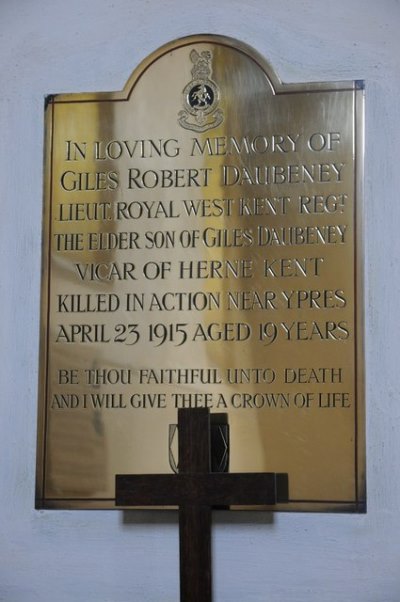 IN LOVING MEMORY OF
GILES ROBERT DAUBENEY
LIEUT. ROYAL WEST KENT REGT.
THE ELDER SON OF GILES DAUBENEY
VICAR OF HERNE KENT
KILLED IN ACTION NEAR YPRES
APRIL 23 1915 AGED 19 YEARS
BE THOU FAITHFUL UNTO DEATH
AND I WILL GIVE THEE A CROWN OF LIFE